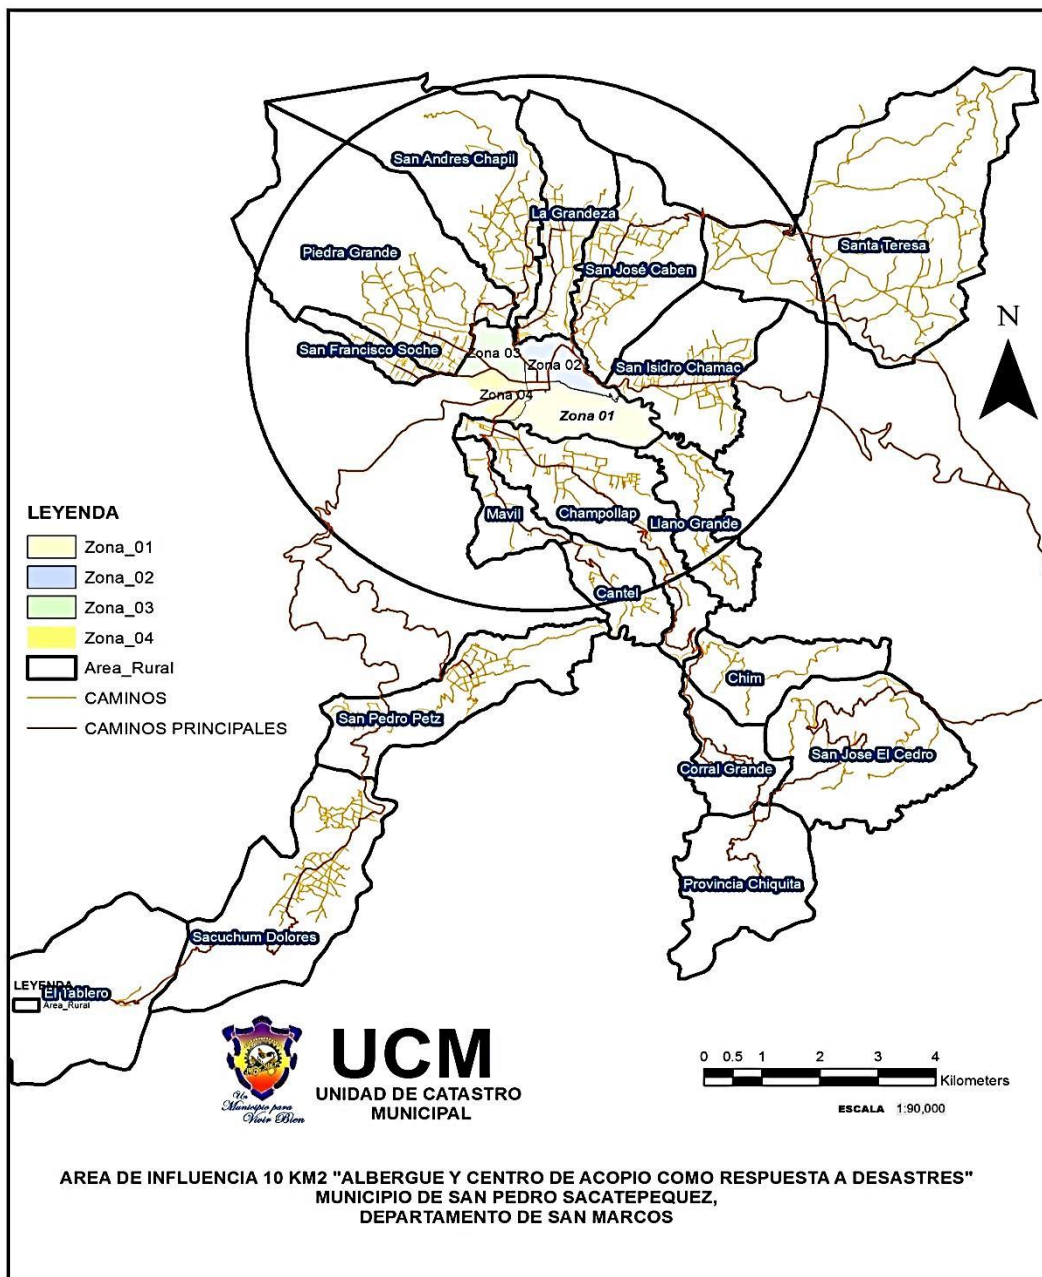 San Andres Chapil
La Grandeza
Piedra Grande
San José Caben
Santa Teresa
N
San Francisco Soche
Zona 03
Zona 02
San Isidro Chamac
Zona 04
Zona 01
LEYENDA
Zona_01
Zona_02
Zona_03
Zona_04
Area_Rural
CAMINOS
CAMINOS PRINCIPALES
Mavil
Champollap
Llano Grande
Cantel
Chim
San Pedro Petz
San Jose El Cedro
Corral Grande
Provincia Chiquita
Sacuchum Dolores
LEYENDA
El Tablero
Area_Rural
Un
Municipio para
Vivir Bien
UCM
UNIDAD DE CATASTRO
MUNICIPAL
0 0.5 1 2 3 4
Kilometers
ESCALA 1:90,000
AREA DE INFLUENCIA 10 KM2 "ALBERGUE Y CENTRO DE ACOPIO COMO RESPUESTA A DESASTRES"
MUNICIPIO DE SAN PEDRO SACATEPEQUEZ,
DEPARTAMENTO DE SAN MARCOS